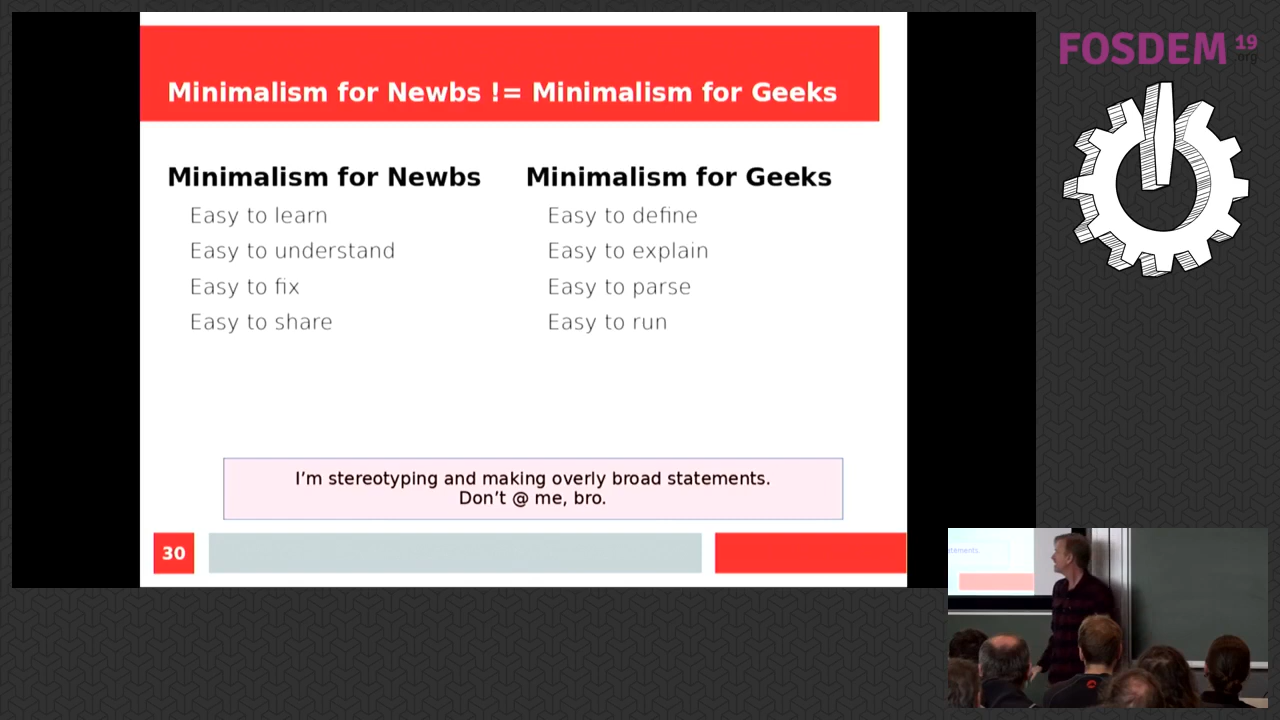 Minimalism for Newbs != Minimalism for Geeks
Minimalism for Newbs
Easy to learn
Easy to understand
Easy to fix
Easy to share
Minimalism for Geeks
Easy to define
Easy to explain
Easy to parse
Easy to run
I’m stereotyping and making overly broad statements.
Don’t @ me, bro.
30
FOSDEM 19
.org
tements.